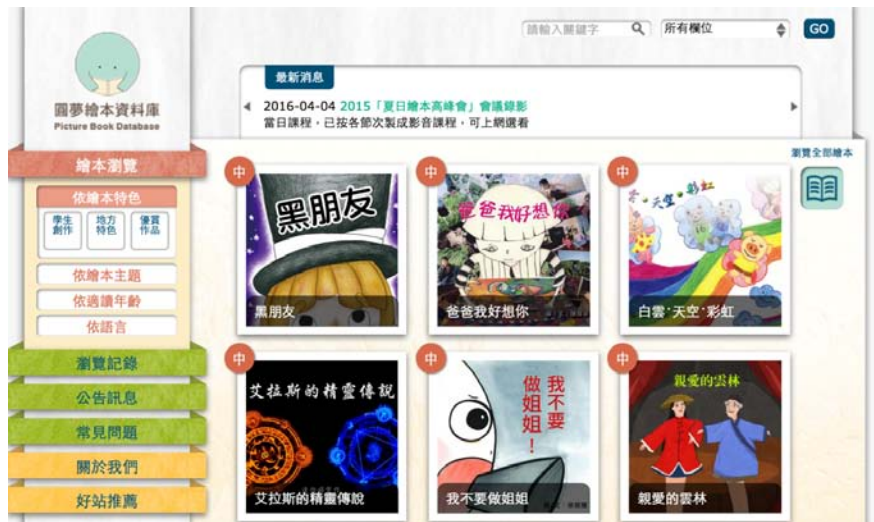 請輸入關鍵字
所有欄位
GO
最新消息
2016-04-04 2015「夏日繪本高峰會」會議錄影
當日課程,已按各節次製成影音課程,可上網選看
圓夢繪本資料庫
Picture Book Database
瀏覽全部繪本
繪本瀏覽
依繪本特色
學生
創作
地方
特色
優質
作品
依繪本主題
依適讀年齡
依語言
瀏覽記錄
公告訊息
常見問題
關於我們
好站推薦
中
黑朋友
黑朋友
中
爸爸我好想你
爸爸我好想你
中
白雲·天空·彩虹
中
艾拉斯的精靈傳說
艾拉斯的精靈傳說
中
我不要
做姐姐!
我不要做姐姐
中
親愛的雲林
親愛的雲林